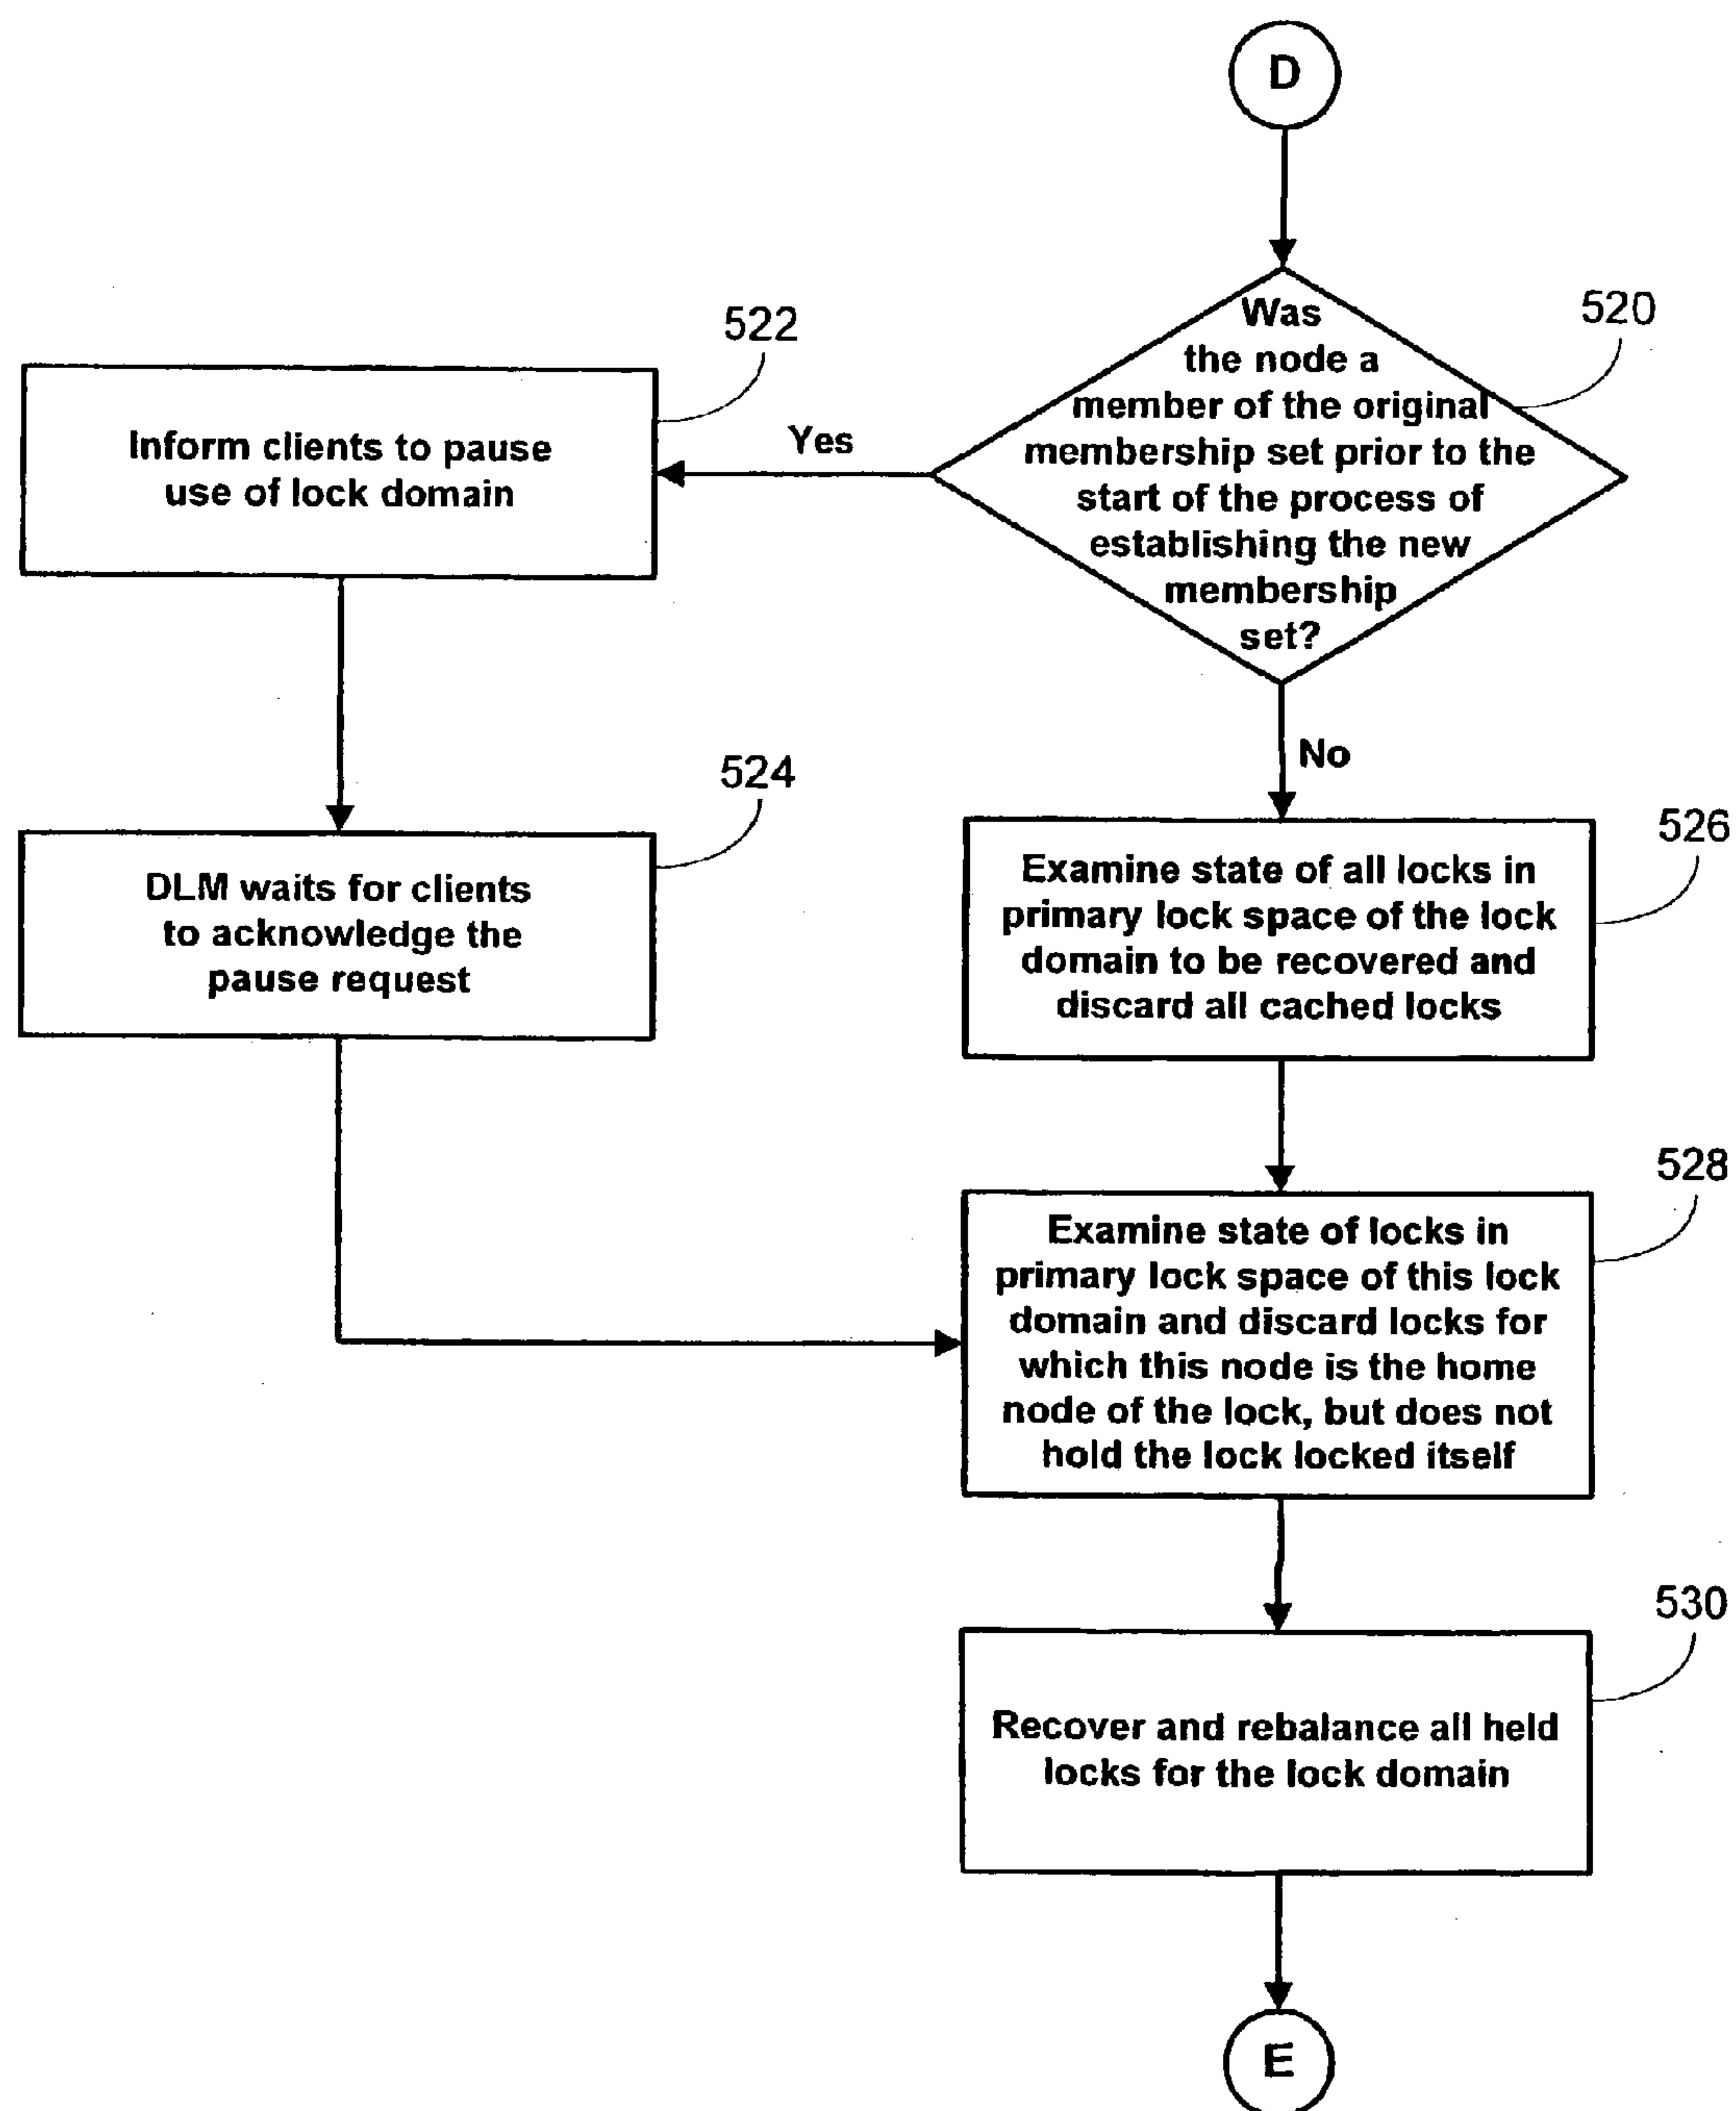 D
520
Was
the node a
member of the original
membership set prior to the
start of the process of
establishing the new
membership
set?
Yes
522
Inform clients to pause
use of lock domain
524
DLM waits for clients
to acknowledge the
pause request
No
526
Examine state of all locks in
primary lock space of the lock
domain to be recovered and
discard all cached locks
528
Examine state of locks in
primary lock space of this lock
domain and discard locks for
which this node is the home
node of the lock, but does not
hold the lock locked itself
530
Recover and rebalance all held
locks for the lock domain
E